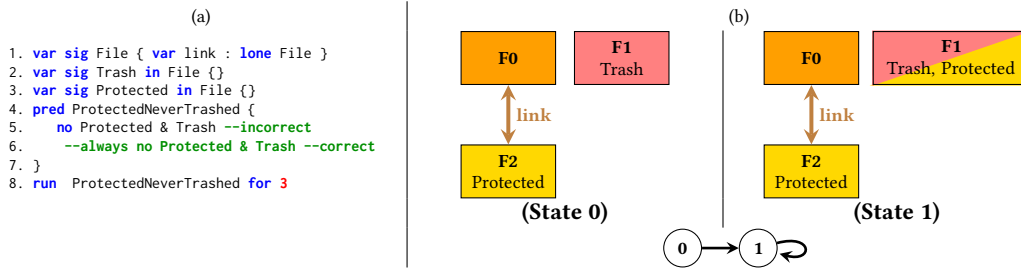 (a)
1. var sig File { var link : lone File }
2. var sig Trash in File {}
3. var sig Protected in File {}
4. pred ProtectedNeverTrashed {
5. no Protected & Trash --incorrect
6. --always no Protected & Trash --correct
7. }
8. run ProtectedNeverTrashed for 3
(b)
F0
F1
Trash
link
F2
Protected
(State 0)
F0
F1
Trash, Protected
link
F2
Protected
(State 1)
0
1